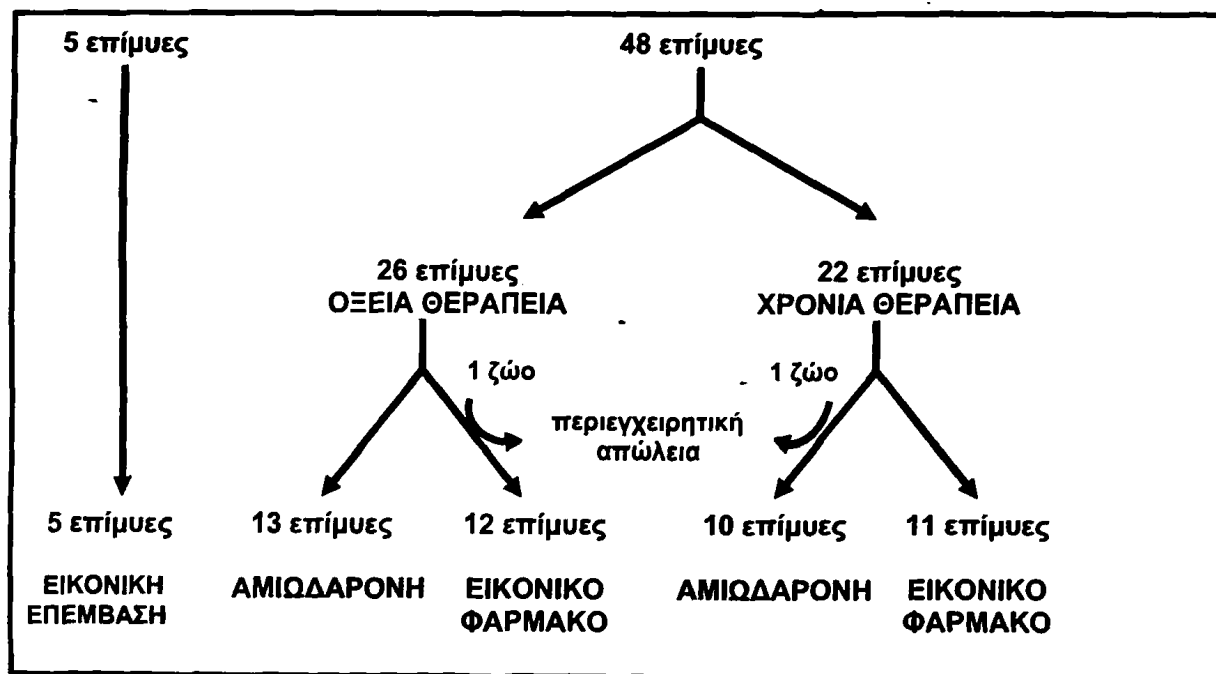 5 επίμυες
48 επίμυες
26 επίμυες
ΟΞΕΙΑ ΘΕΡΑΠΕΙΑ
22 επίμυες
ΧΡΟΝΙΑ ΘΕΡΑΠΕΙΑ
1 ζώο
1 ζώο
περιεγχειρητική
απώλεια
5 επίμυες
ΕΙΚΟΝΙΚΗ
ΕΠΕΜΒΑΣΗ
13 επίμυες
ΑΜΙΩΔΑΡΟΝΗ
12 επίμυες
ΕΙΚΟΝΙΚΟ
ΦΑΡΜΑΚΟ
10 επίμυες
ΑΜΙΩΔΑΡΟΝΗ
11 επίμυες
ΕΙΚΟΝΙΚΟ
ΦΑΡΜΑΚΟ